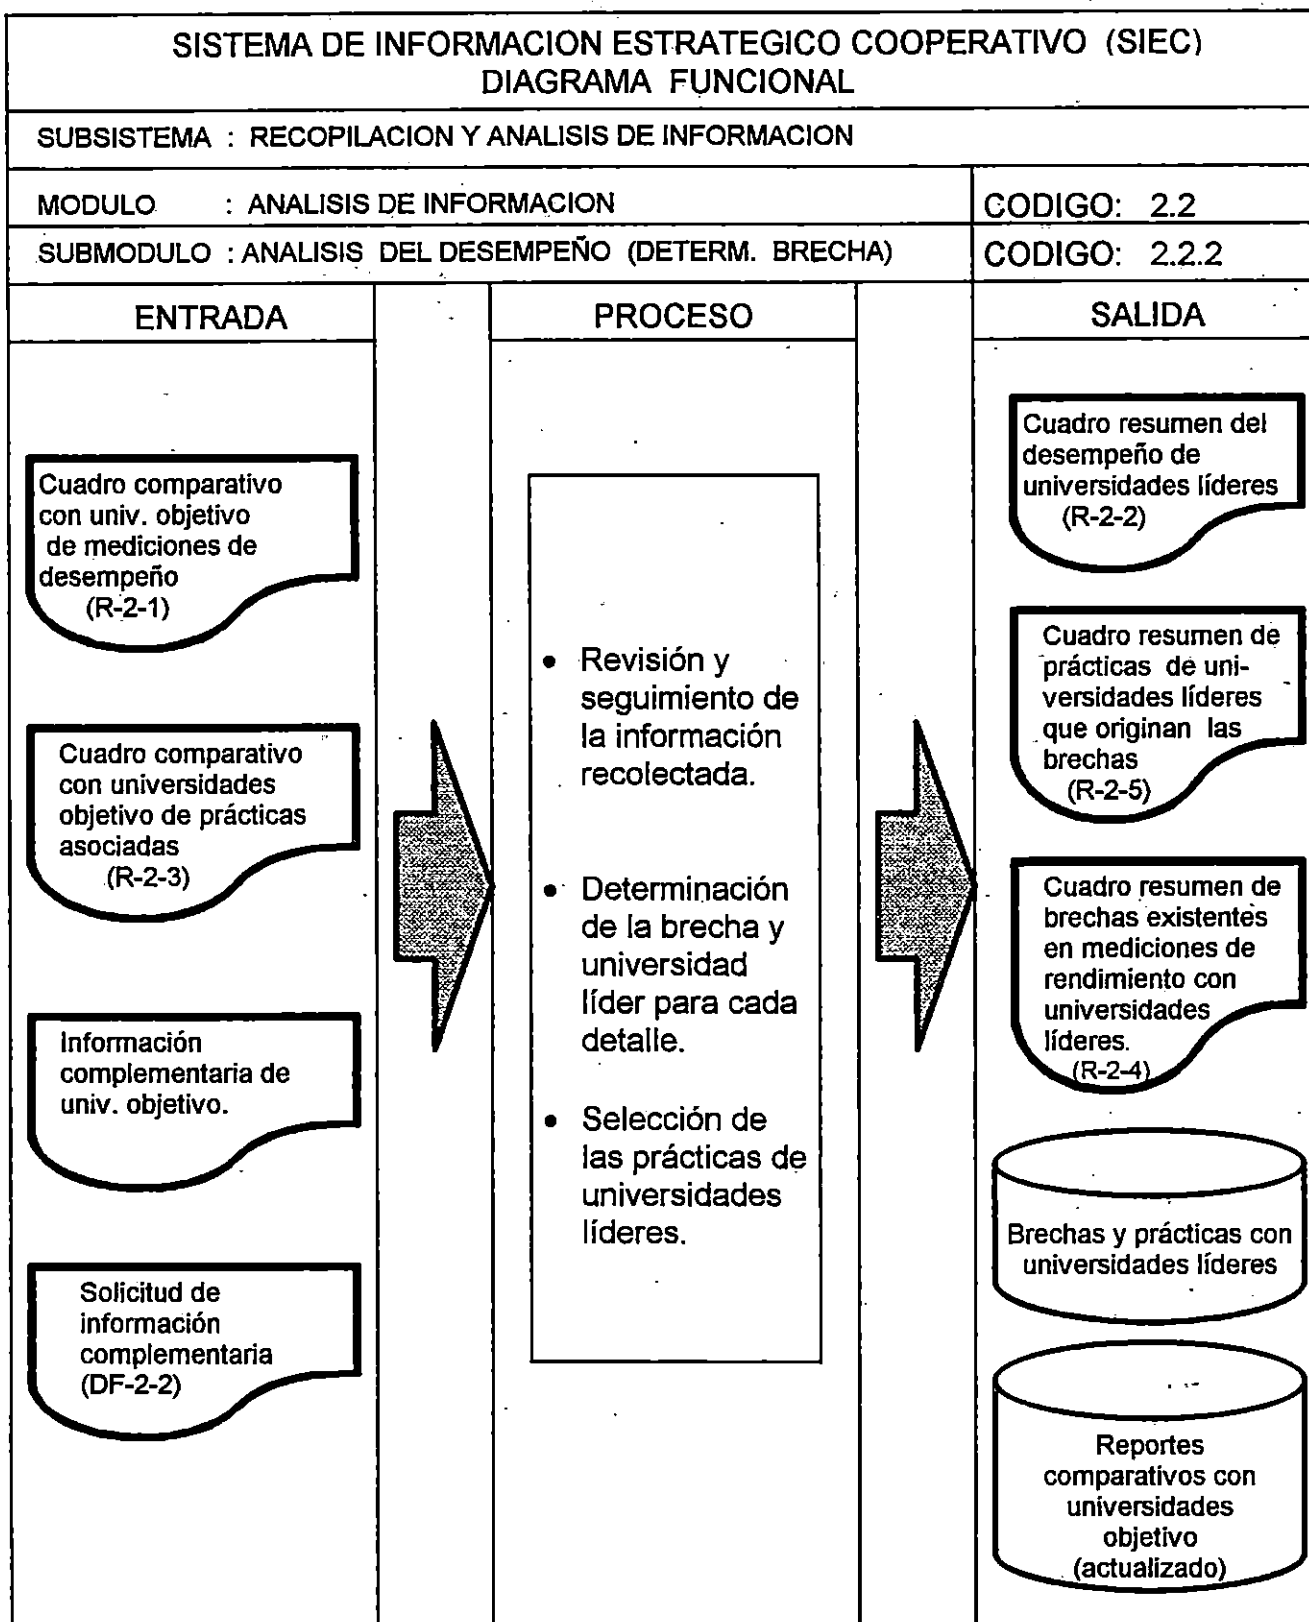 SISTEMA DE INFORMACION ESTRATEGICO COOPERATIVO (SIEC)
DIAGRAMA FUNCIONAL
SUBSISTEMA : RECOPILACION Y ANALISIS DE INFORMACION
MODULO : ANALISIS DE INFORMACION
CODIGO: 2.2
SUBMODULO : ANALISIS DEL DESEMPEÑO (DETERM. BRECHA)
CODIGO: 2.2.2
ENTRADA
Cuadro comparativo
con univ. objetivo
de mediciones de
desempeño
(R-2-1)
Cuadro comparativo
con universidades
objetivo de prácticas
asociadas
(R-2-3)
Información
complementaria de
univ. objetivo.
Solicitud de
información
complementaria
(DF-2-2)
PROCESO
• Revisión y
seguimiento de
la información
recolectada.
• Determinación
de la brecha y
universidad
líder para cada
detalle.
• Selección de
las prácticas de
universidades
líderes.
SALIDA
Cuadro resumen del
desempeño de
universidades líderes
(R-2-2)
Cuadro resumen de
prácticas de uni-
versidades líderes
que originan las
brechas
(R-2-5)
Cuadro resumen de
brechas existentes
en mediciones de
rendimiento con
universidades
líderes.
(R-2-4)
Brechas y prácticas con
universidades líderes
Reportes
comparativos con
universidades
objetivo
(actualizado)